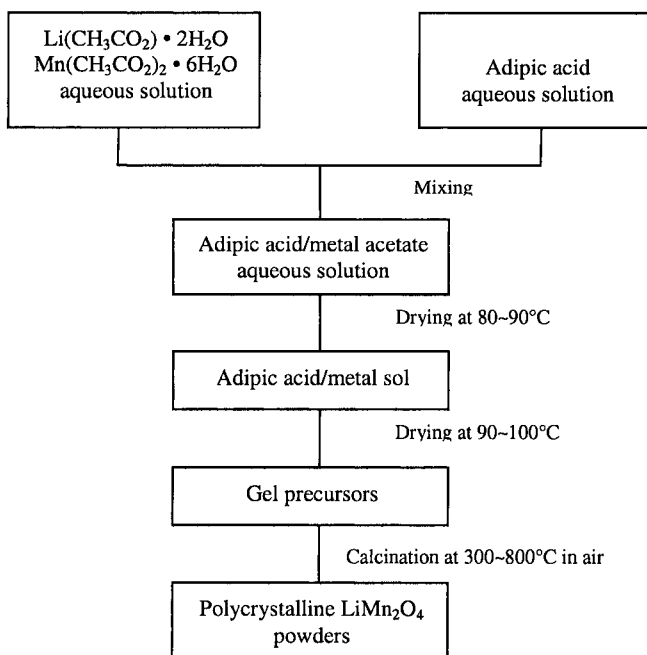 Li(CH₃CO₂) • 2H₂O
Mn(CH₃CO₂)₂ • 6H₂O
aqueous solution
Adipic acid
aqueous solution
Mixing
Adipic acid/metal acetate
aqueous solution
Drying at 80~90°C
Adipic acid/metal sol
Drying at 90~100°C
Gel precursors
Calcination at 300~800°C in air
Polycrystalline LiMn₂O₄
powders